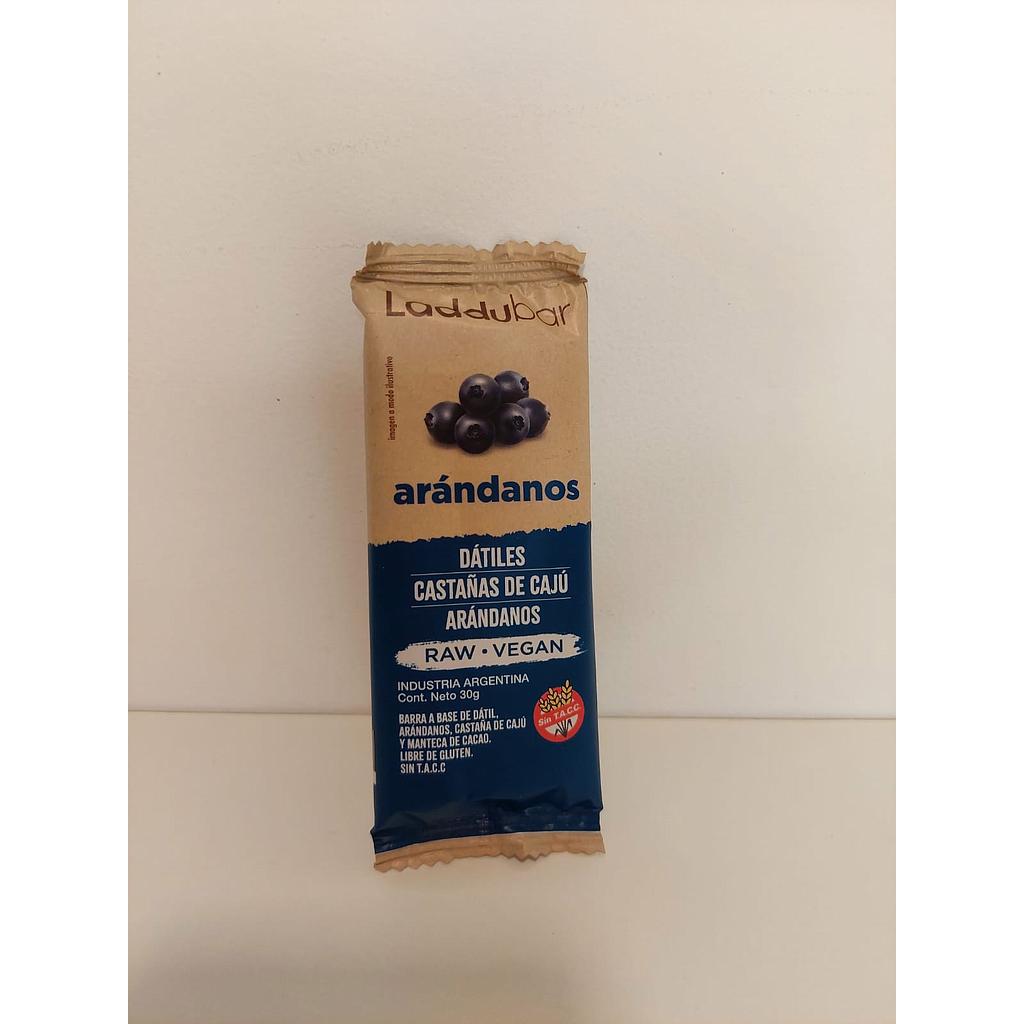 Laddubar
imagen a modo ilustrativo
arándanos
DÁTILES
CASTAÑAS DE CAJÚ
ARÁNDANOS
RAW • VEGAN
INDUSTRIA ARGENTINA
Cont. Neto 30g
Sin T.A.C.C.
BARRA A BASE DE DÁTIL,
ARÁNDANOS, CASTAÑA DE CAJÚ
Y MANTECA DE CACAO.
LIBRE DE GLUTEN.
SIN T.A.C.C